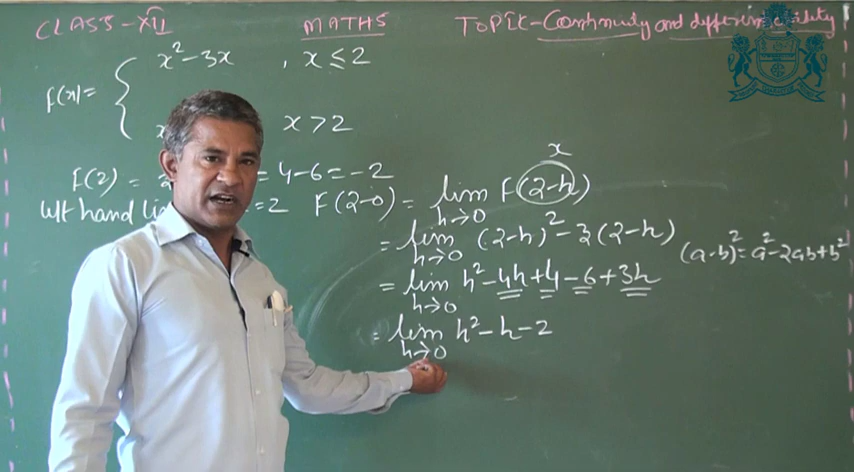 CLASS-XII MATHS TOPIC-Continuity and differentiability
x²-3x , x≤2
F(x)= {
x > 2
F(2) = = 4-6=-2
left hand =2 F(2-0) = lim h→0 F(2-h)
x
= lim h→0 (2-h)²-3(2-h) (a-b)²=a²-2ab+b²
= lim h→0 h²-4h+4-6+3h
= lim h→0 h²-h-2